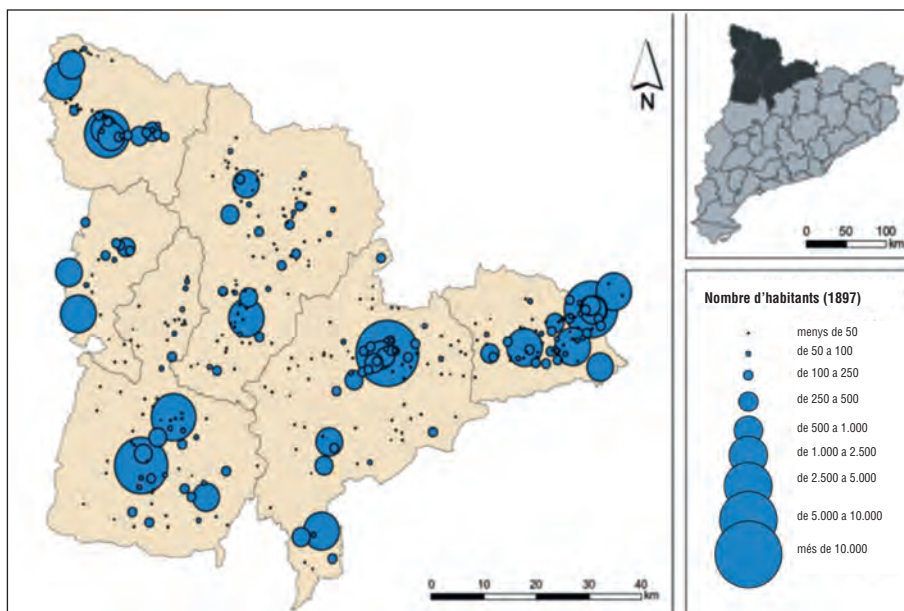 N
0 50 100
km
Nombre d'habitants (1897)
menys de 50
de 50 a 100
de 100 a 250
de 250 a 500
de 500 a 1.000
de 1.000 a 2.500
de 2.500 a 5.000
de 5.000 a 10.000
més de 10.000
0 10 20 30 40
km